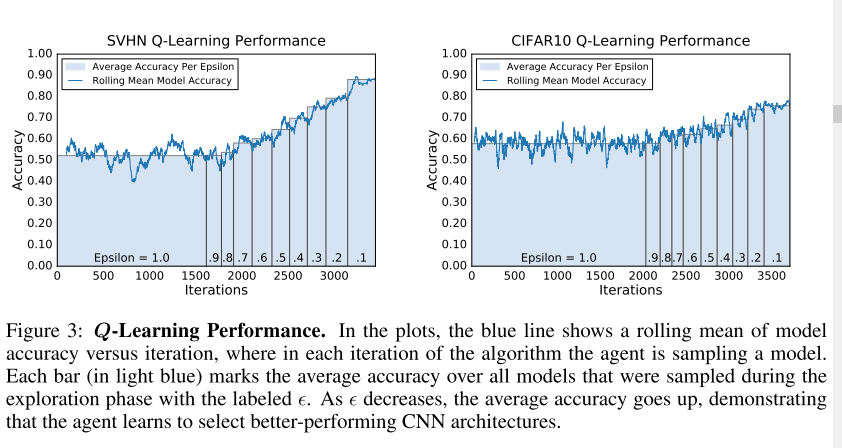 SVHN Q-Learning Performance
1.00
0.90
0.80
0.70
0.60
0.50
0.40
0.30
0.20
0.10
0.00
Accuracy
Average Accuracy Per Epsilon
Rolling Mean Model Accuracy
Epsilon = 1.0 .9 .8 .7 .6 .5 .4 .3 .2 .1
0 500 1000 1500 2000 2500 3000
Iterations
CIFAR10 Q-Learning Performance
1.00
0.90
0.80
0.70
0.60
0.50
0.40
0.30
0.20
0.10
0.00
Accuracy
Average Accuracy Per Epsilon
Rolling Mean Model Accuracy
Epsilon = 1.0 .9 .8 .7 .6 .5 .4 .3 .2 .1
0 500 1000 1500 2000 2500 3000 3500
Iterations
Figure 3: Q-Learning Performance. In the plots, the blue line shows a rolling mean of model
accuracy versus iteration, where in each iteration of the algorithm the agent is sampling a model.
Each bar (in light blue) marks the average accuracy over all models that were sampled during the
exploration phase with the labeled ϵ. As ϵ decreases, the average accuracy goes up, demonstrating
that the agent learns to select better-performing CNN architectures.